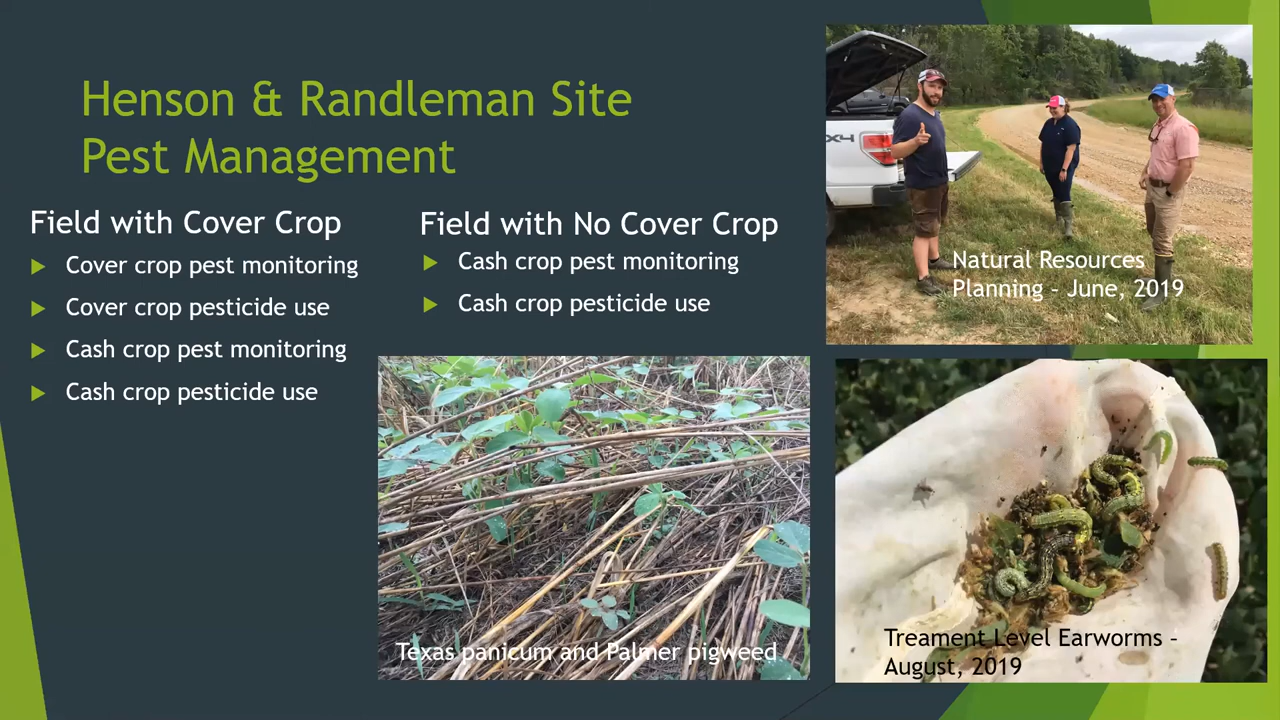 Henson & Randleman Site
Pest Management
Field with Cover Crop
Cover crop pest monitoring
Cover crop pesticide use
Cash crop pest monitoring
Cash crop pesticide use
Field with No Cover Crop
Cash crop pest monitoring
Cash crop pesticide use
X4
Natural Resources
Planning - June, 2019
Texas panicum and Palmer pigweed
Treament Level Earworms -
August, 2019